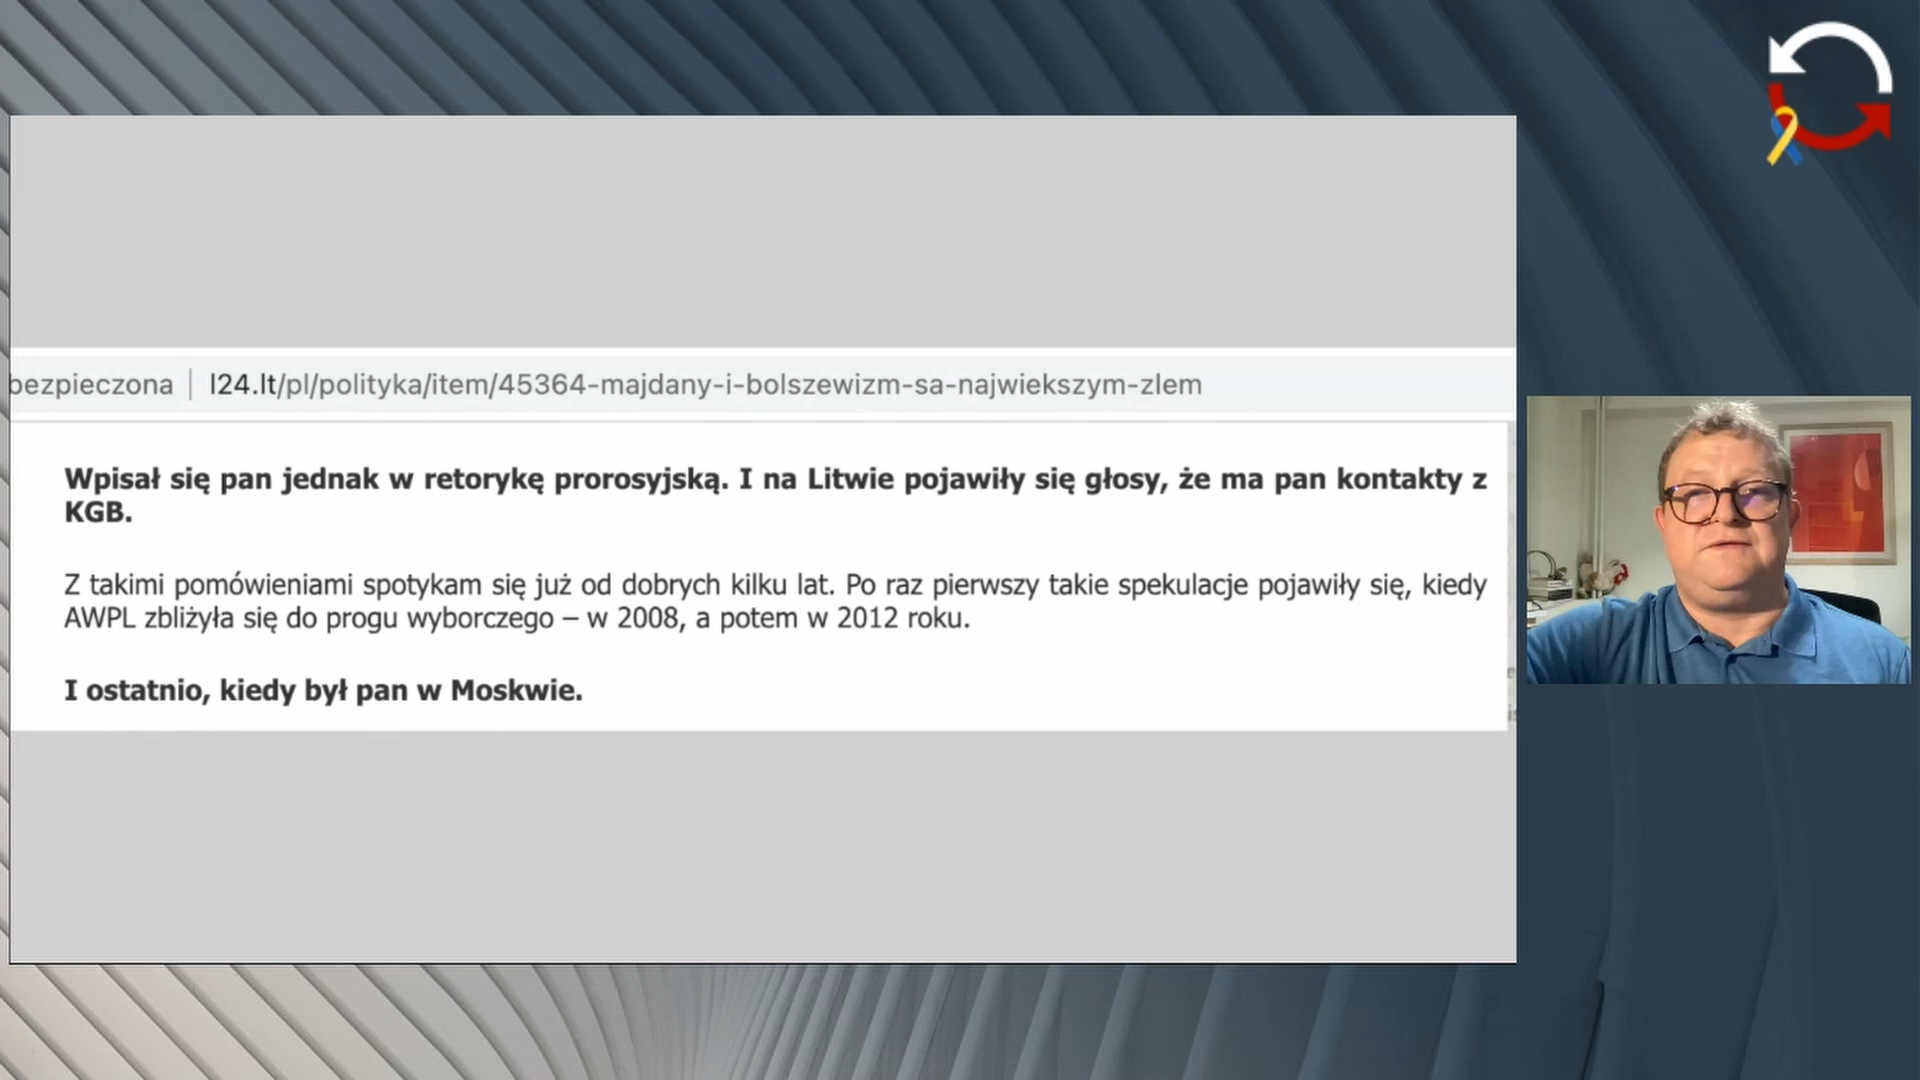 bezpieczona | l24.lt/pl/polityka/item/45364-majdany-i-bolszewizm-sa-najwiekszym-zlem
Wpisał się pan jednak w retorykę prorosyjską. I na Litwie pojawiły się głosy, że ma pan kontakty z
KGB.
Z takimi pomówieniami spotykam się już od dobrych kilku lat. Po raz pierwszy takie spekulacje pojawiły się, kiedy
AWPL zbliżyła się do progu wyborczego – w 2008, a potem w 2012 roku.
I ostatnio, kiedy był pan w Moskwie.